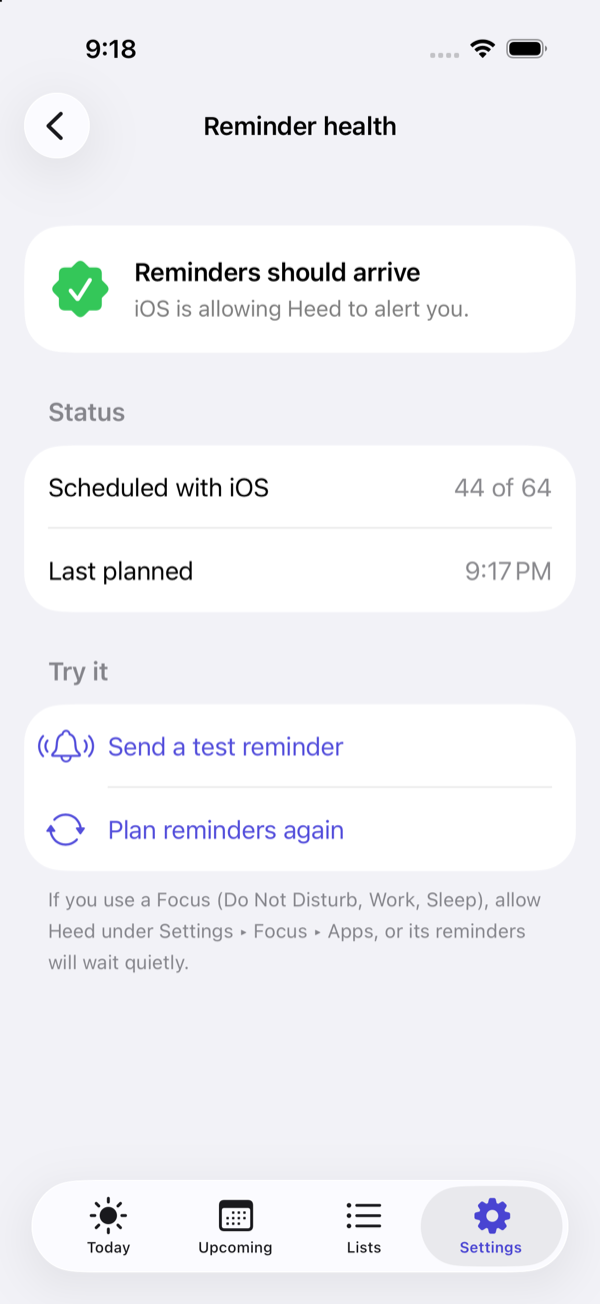 9:18
Reminder health
Reminders should arrive
iOS is allowing Heed to alert you.
Status
Scheduled with iOS 44 of 64
Last planned 9:17 PM
Try it
Send a test reminder
Plan reminders again
If you use a Focus (Do Not Disturb, Work, Sleep), allow
Heed under Settings ▸ Focus ▸ Apps, or its reminders
will wait quietly.
Today Upcoming Lists Settings